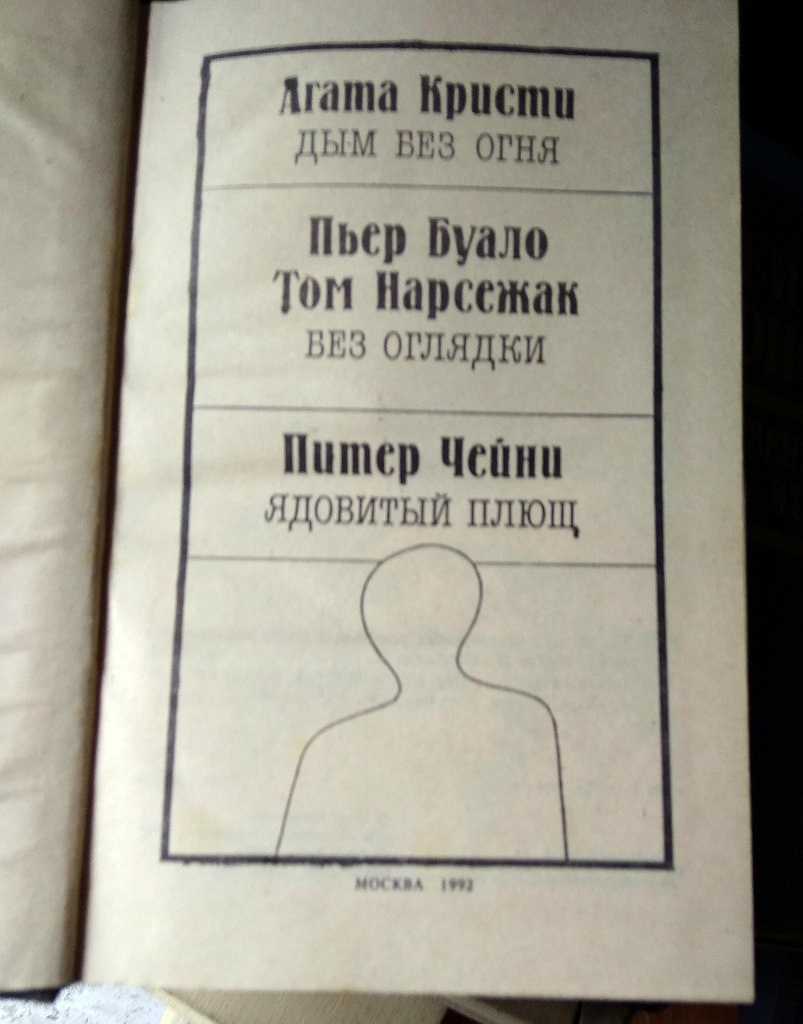 Агата Кристи
ДЫМ БЕЗ ОГНЯ
Пьер Буало
Том Нарсежак
БЕЗ ОГЛЯДКИ
Питер Чейни
ЯДОВИТЫЙ ПЛЮЩ
МОСКВА 1992